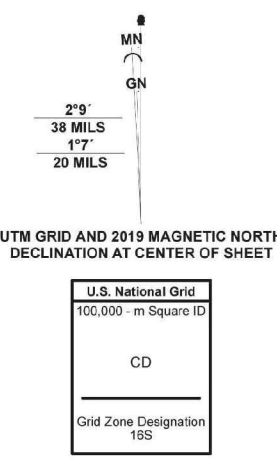 MN
GN
2°9´
38 MILS
1°7´
20 MILS
UTM GRID AND 2019 MAGNETIC NORTH
DECLINATION AT CENTER OF SHEET
U.S. National Grid
100,000 - m Square ID
CD
Grid Zone Designation
16S